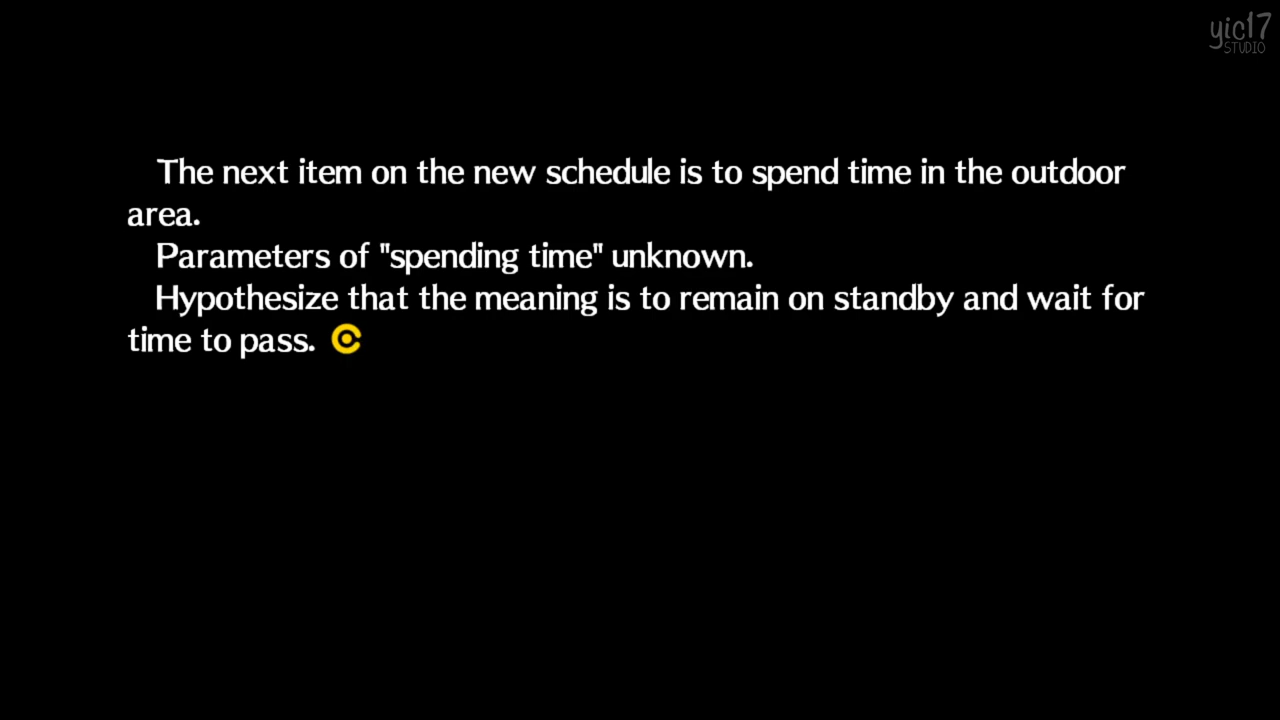 yic17
STUDIO
The next item on the new schedule is to spend time in the outdoor
area.
Parameters of "spending time" unknown.
Hypothesize that the meaning is to remain on standby and wait for
time to pass.